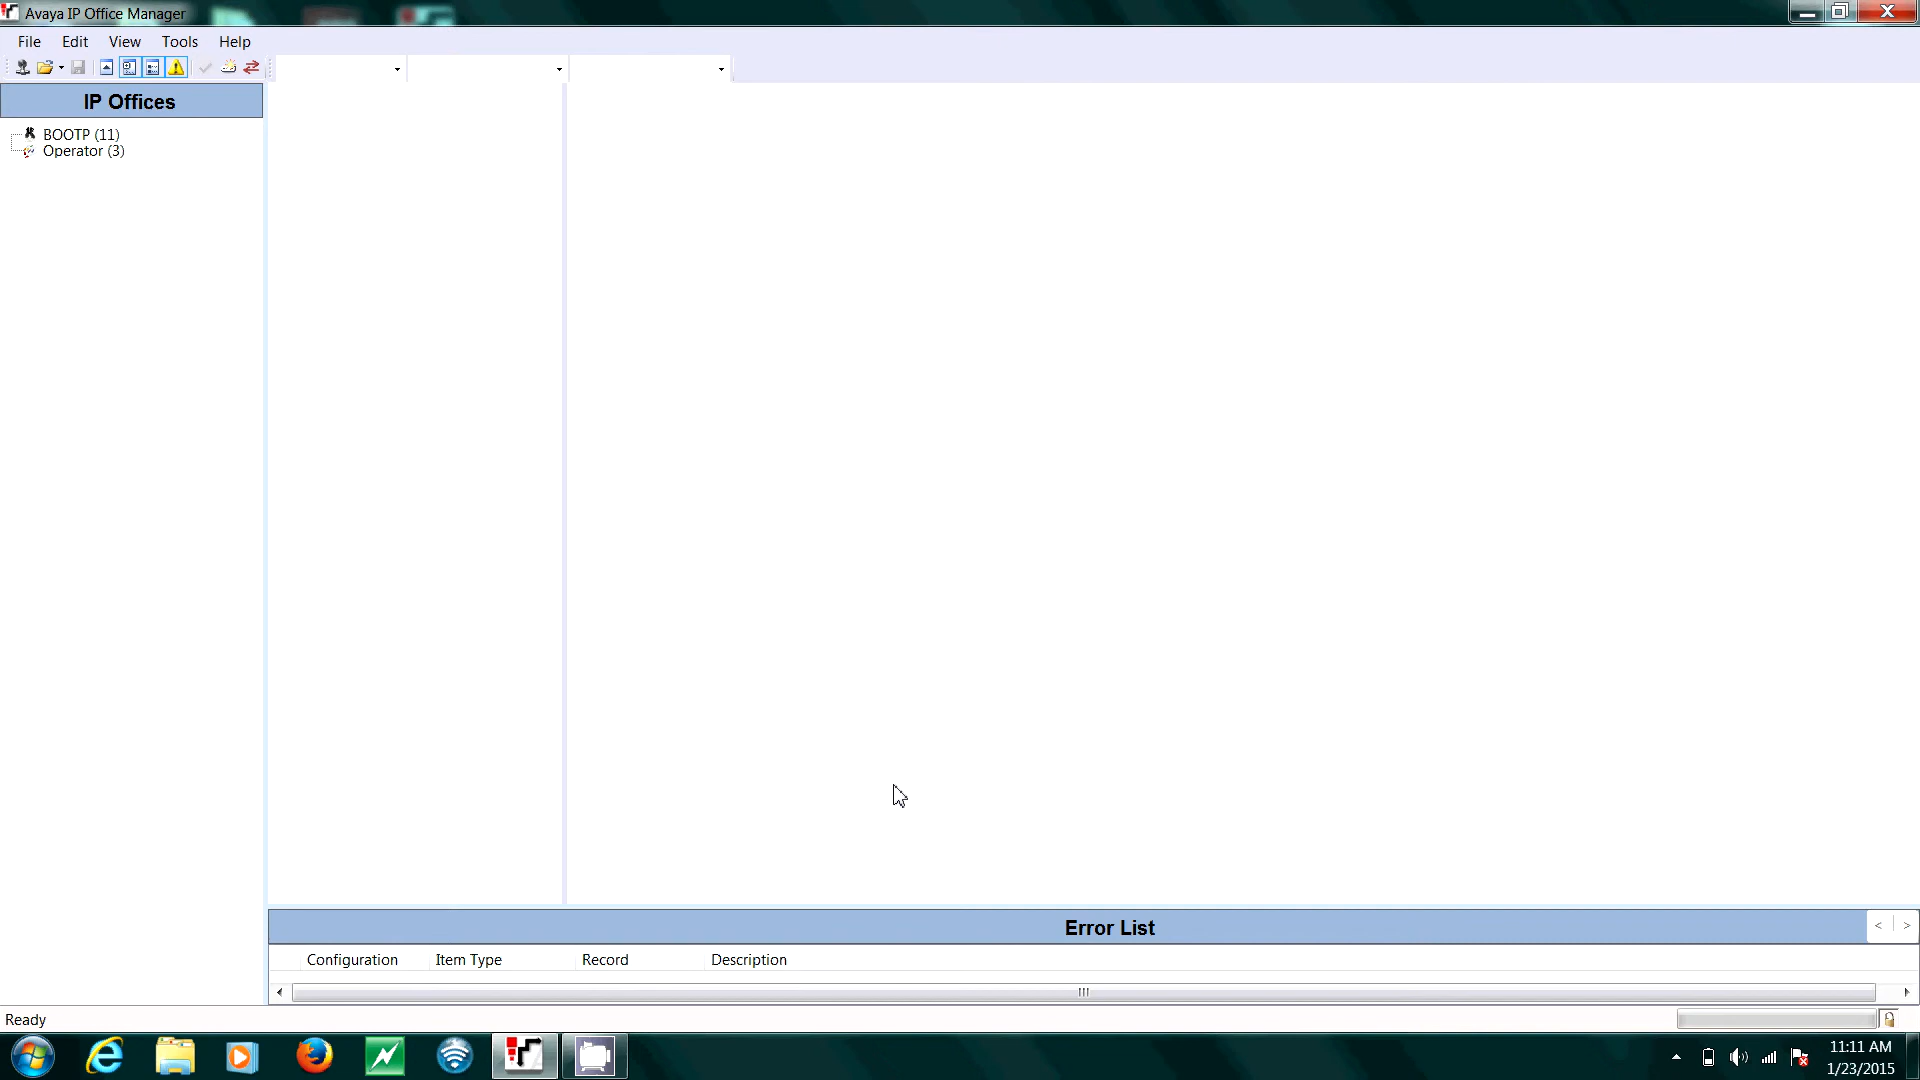 Avaya IP Office Manager
File Edit View Tools Help
IP Offices
BOOTP (11)
Operator (3)
Error List
< >
Configuration Item Type Record Description
Ready
11:11 AM
1/23/2015